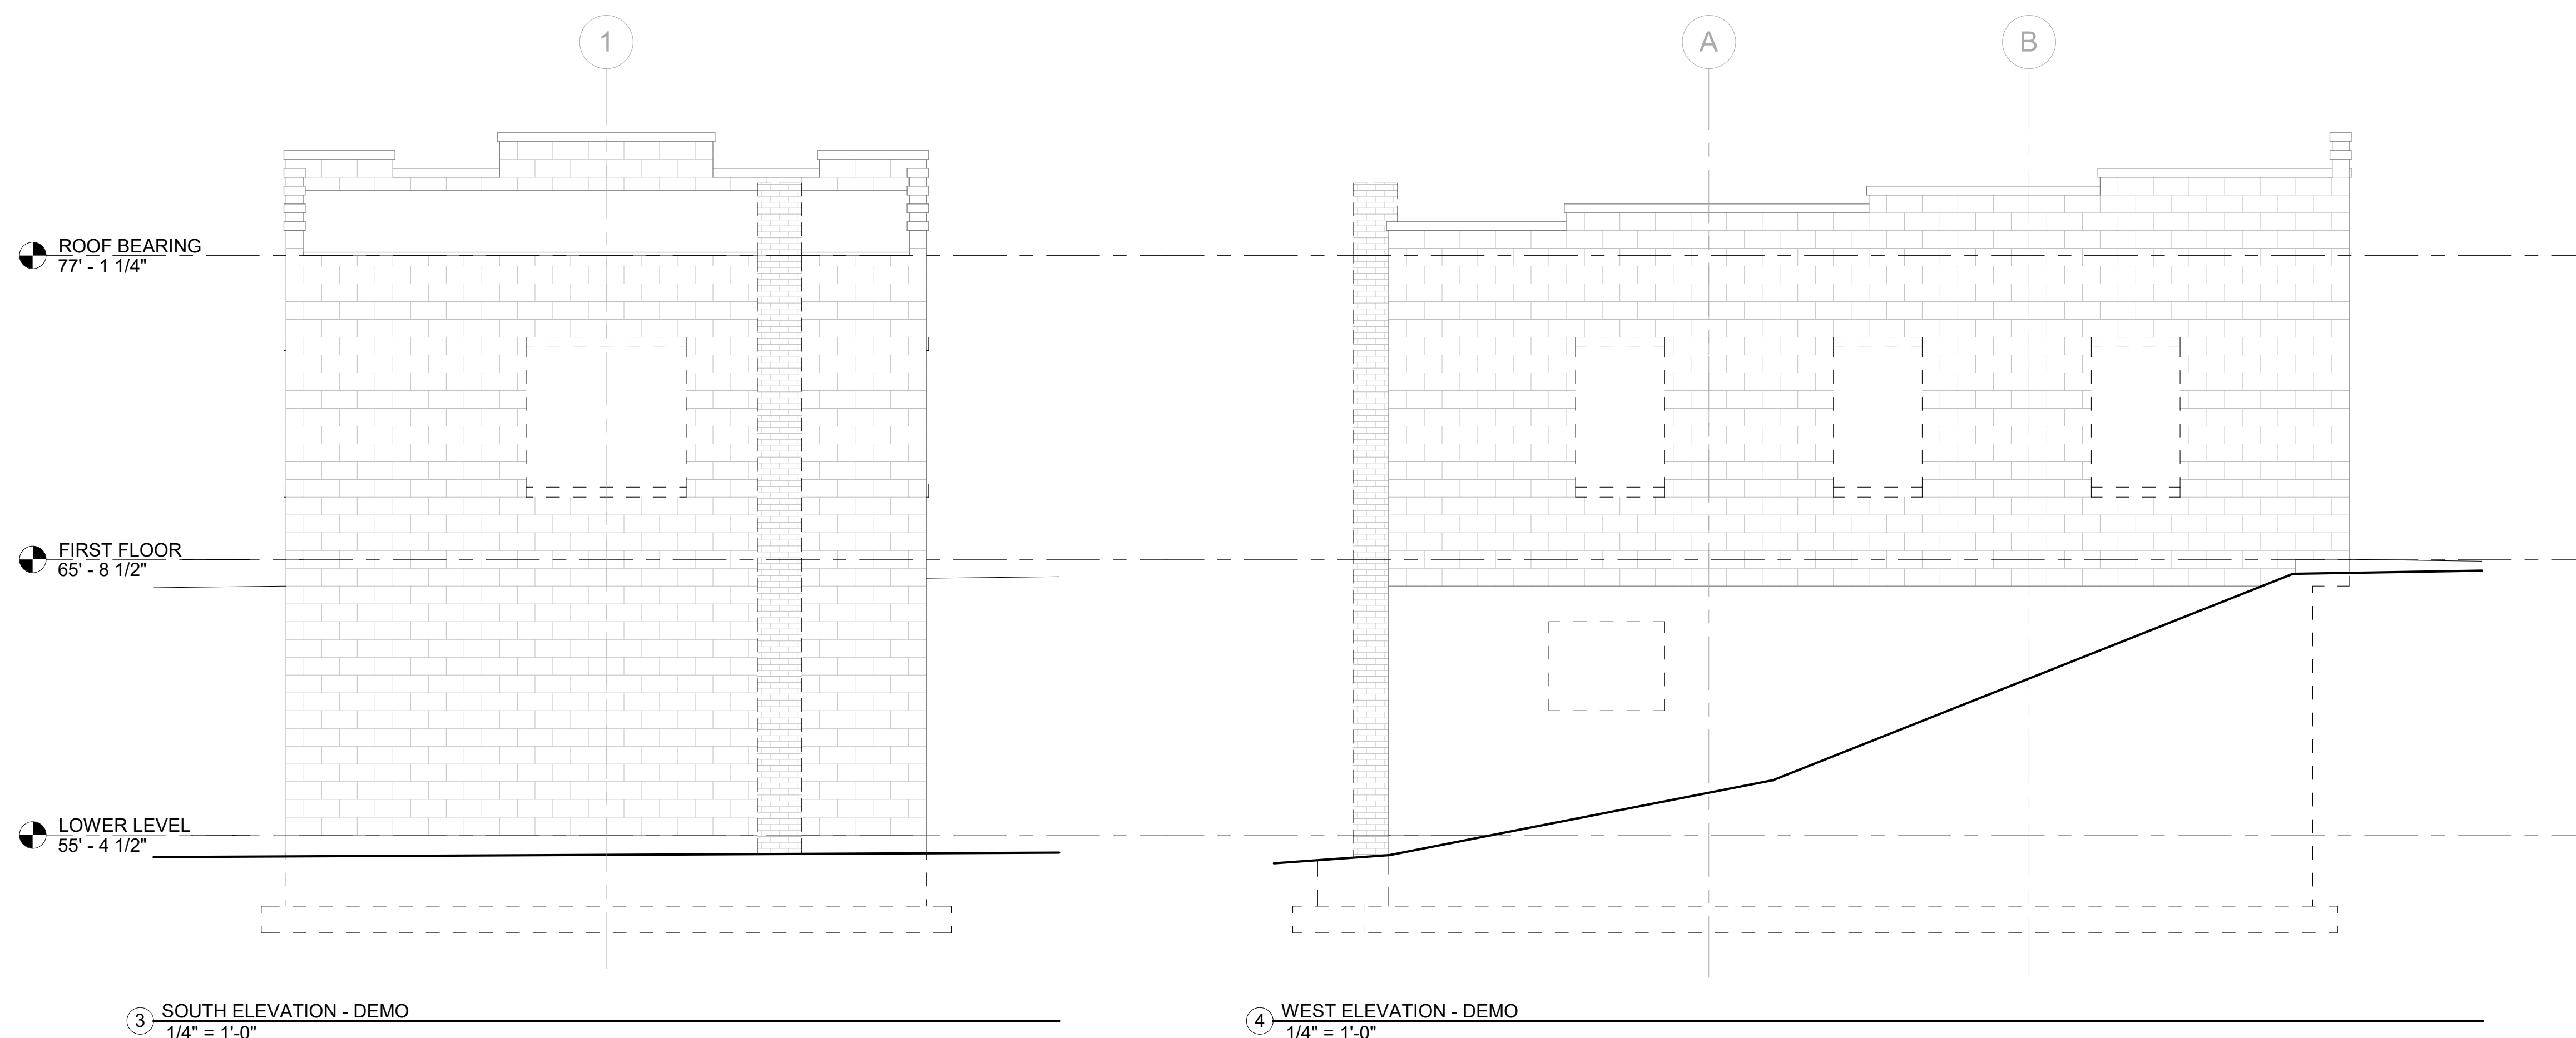 1
A
B
ROOF BEARING
77' - 1 1/4"
FIRST FLOOR
65' - 8 1/2"
LOWER LEVEL
55' - 4 1/2"
3
SOUTH ELEVATION - DEMO
1/4" = 1'-0"
4
WEST ELEVATION - DEMO
1/4" = 1'-0"